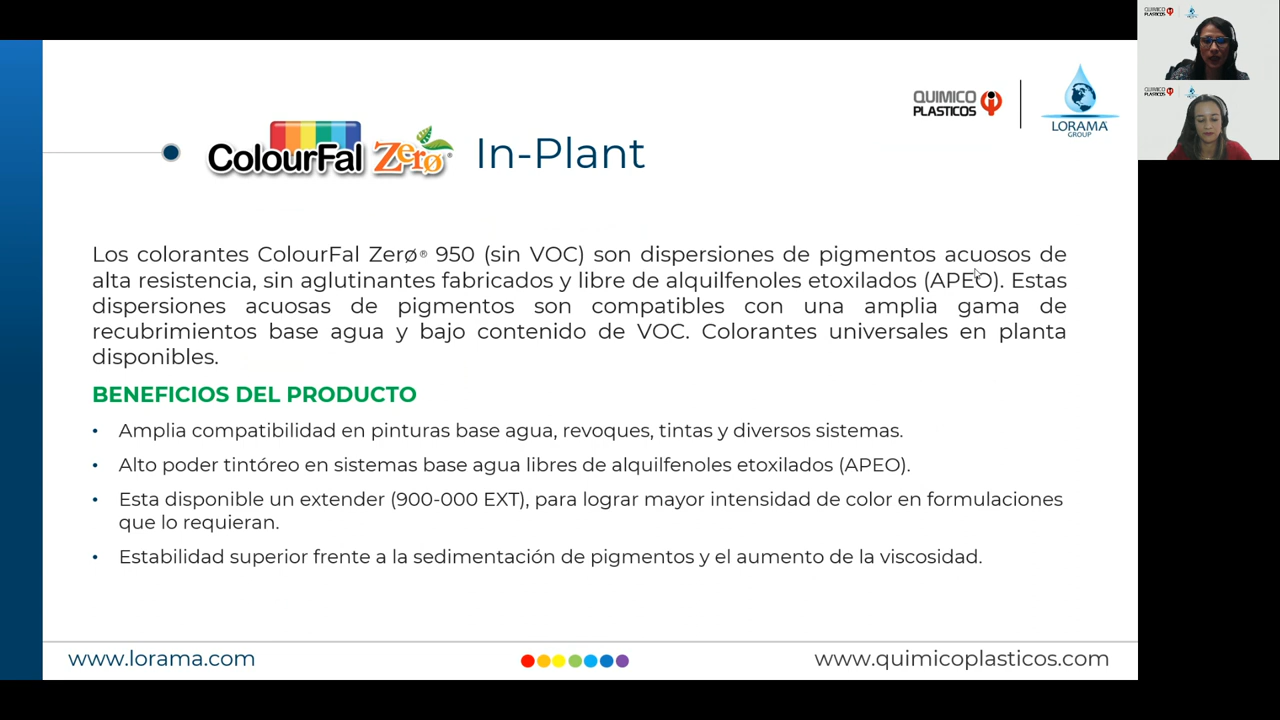 QUIMICO
PLASTICOS
LORAMA
GROUP
ColourFal Zerø® In-Plant
Los colorantes ColourFal Zerø® 950 (sin VOC) son dispersiones de pigmentos acuosos de
alta resistencia, sin aglutinantes fabricados y libre de alquilfenoles etoxilados (APEO). Estas
dispersiones acuosas de pigmentos son compatibles con una amplia gama de
recubrimientos base agua y bajo contenido de VOC. Colorantes universales en planta
disponibles.
BENEFICIOS DEL PRODUCTO
• Amplia compatibilidad en pinturas base agua, revoques, tintas y diversos sistemas.
• Alto poder tintóreo en sistemas base agua libres de alquilfenoles etoxilados (APEO).
• Esta disponible un extender (900-000 EXT), para lograr mayor intensidad de color en formulaciones
que lo requieran.
• Estabilidad superior frente a la sedimentación de pigmentos y el aumento de la viscosidad.
www.lorama.com
www.quimicoplasticos.com
QUIMICO
PLASTICOS
QUIMICO
PLASTICOS